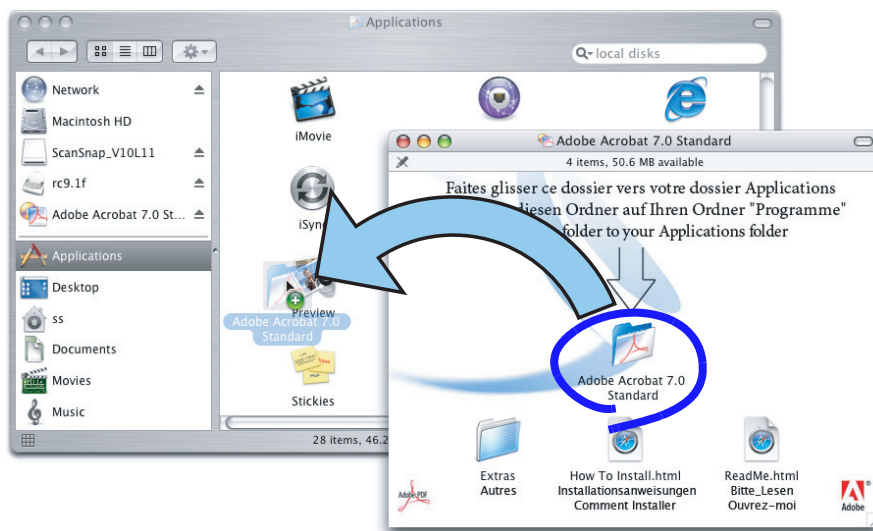 Applications
local disks
Network
Macintosh HD
ScanSnap_V10L11
rc9.1f
Adobe Acrobat 7.0 St...
Applications
Desktop
ss
Documents
Movies
Music
iMovie
iSync
Preview
Adobe Acrobat 7.0
Standard
Stickies
28 items, 46.2
Adobe Acrobat 7.0 Standard
4 items, 50.6 MB available
Faites glisser ce dossier vers votre dossier Applications
diesen Ordner auf Ihren Ordner "Programme"
folder to your Applications folder
Adobe Acrobat 7.0
Standard
Extras
Autres
How To Install.html
Installationsanweisungen
Comment Installer
ReadMe.html
Bitte_Lesen
Ouvrez-moi
Adobe PDF
Adobe